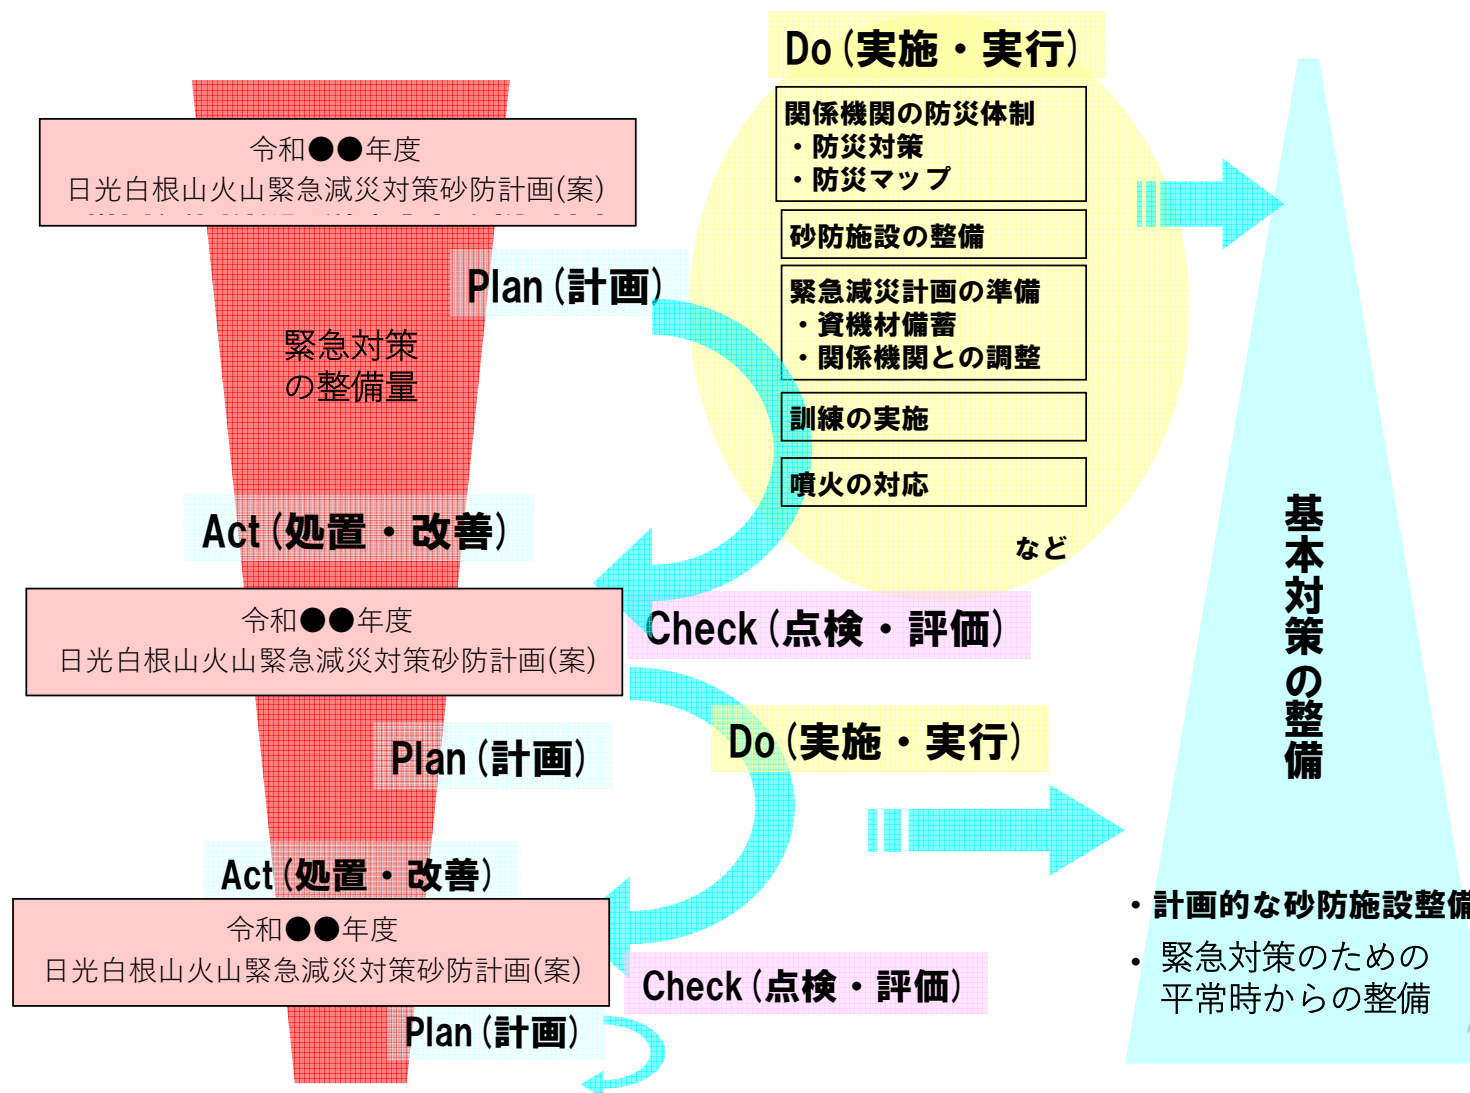 Do(実施・実行)
関係機関の防災体制
・防災対策
・防災マップ
砂防施設の整備
緊急減災計画の準備
・資機材備蓄
・関係機関との調整
訓練の実施
噴火の対応
など
令和●●年度
日光白根山火山緊急減災対策砂防計画(案)
Plan(計画)
緊急対策
の整備量
Act(処置・改善)
令和●●年度
日光白根山火山緊急減災対策砂防計画(案)
Check(点検・評価)
Plan(計画)
Do(実施・実行)
Act(処置・改善)
令和●●年度
日光白根山火山緊急減災対策砂防計画(案)
Check(点検・評価)
Plan(計画)
基本対策の整備
・計画的な砂防施設整備
・緊急対策のための
平常時からの整備